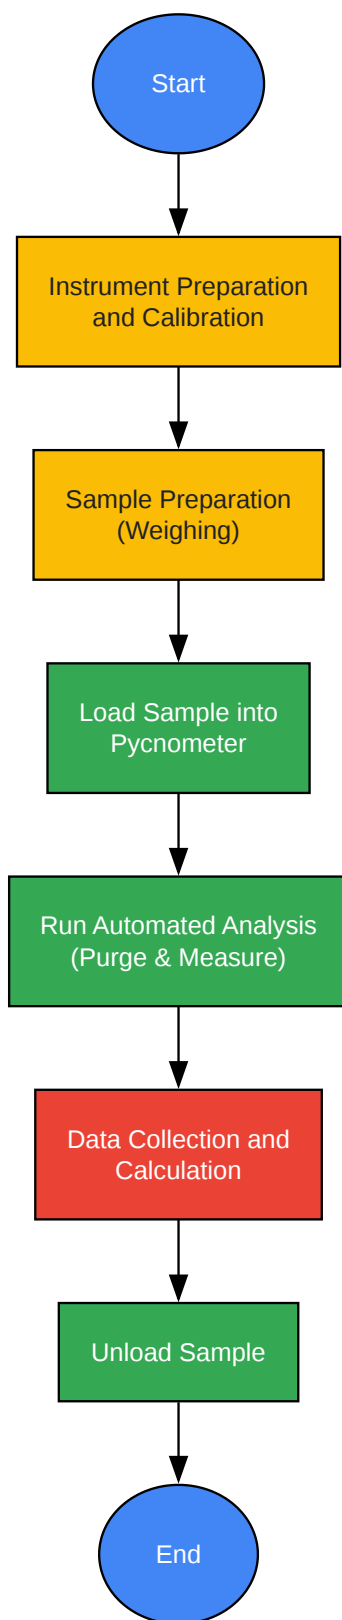 Start
Instrument Preparation
and Calibration
Sample Preparation
(Weighing)
Load Sample into
Pycnometer
Run Automated Analysis
(Purge & Measure)
Data Collection and
Calculation
Unload Sample
End